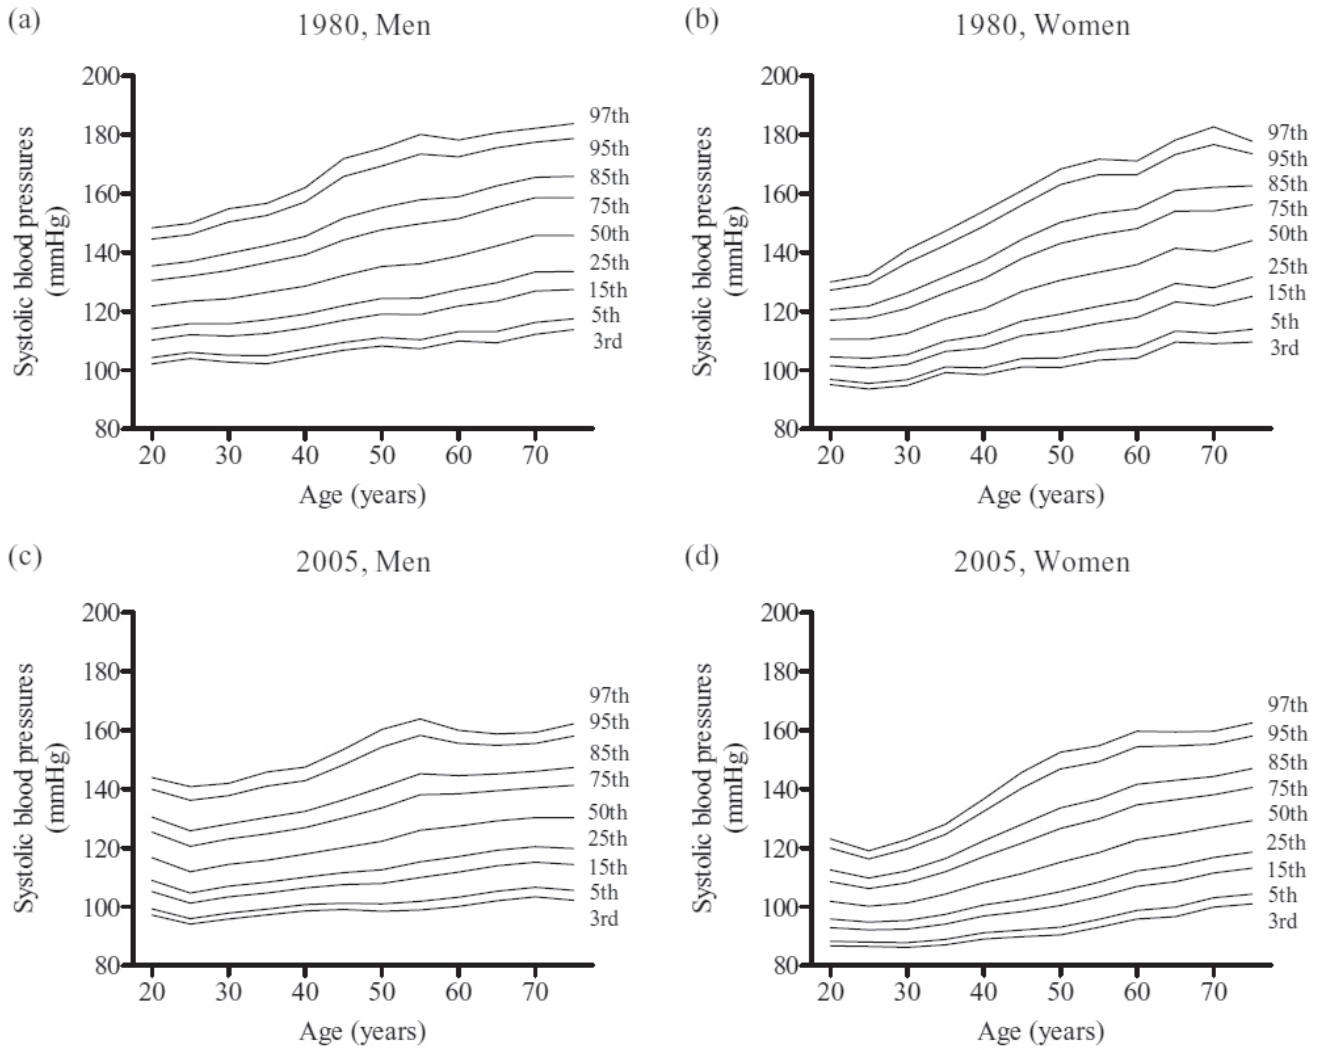 (a) 1980, Men
200
180
160
140
120
100
80
20 30 40 50 60 70
Systolic blood pressures
(mmHg)
Age (years)
97th
95th
85th
75th
50th
25th
15th
5th
3rd
(b) 1980, Women
200
180
160
140
120
100
80
20 30 40 50 60 70
Systolic blood pressures
(mmHg)
Age (years)
97th
95th
85th
75th
50th
25th
15th
5th
3rd
(c) 2005, Men
200
180
160
140
120
100
80
20 30 40 50 60 70
Systolic blood pressures
(mmHg)
Age (years)
97th
95th
85th
75th
50th
25th
15th
5th
3rd
(d) 2005, Women
200
180
160
140
120
100
80
20 30 40 50 60 70
Systolic blood pressures
(mmHg)
Age (years)
97th
95th
85th
75th
50th
25th
15th
5th
3rd